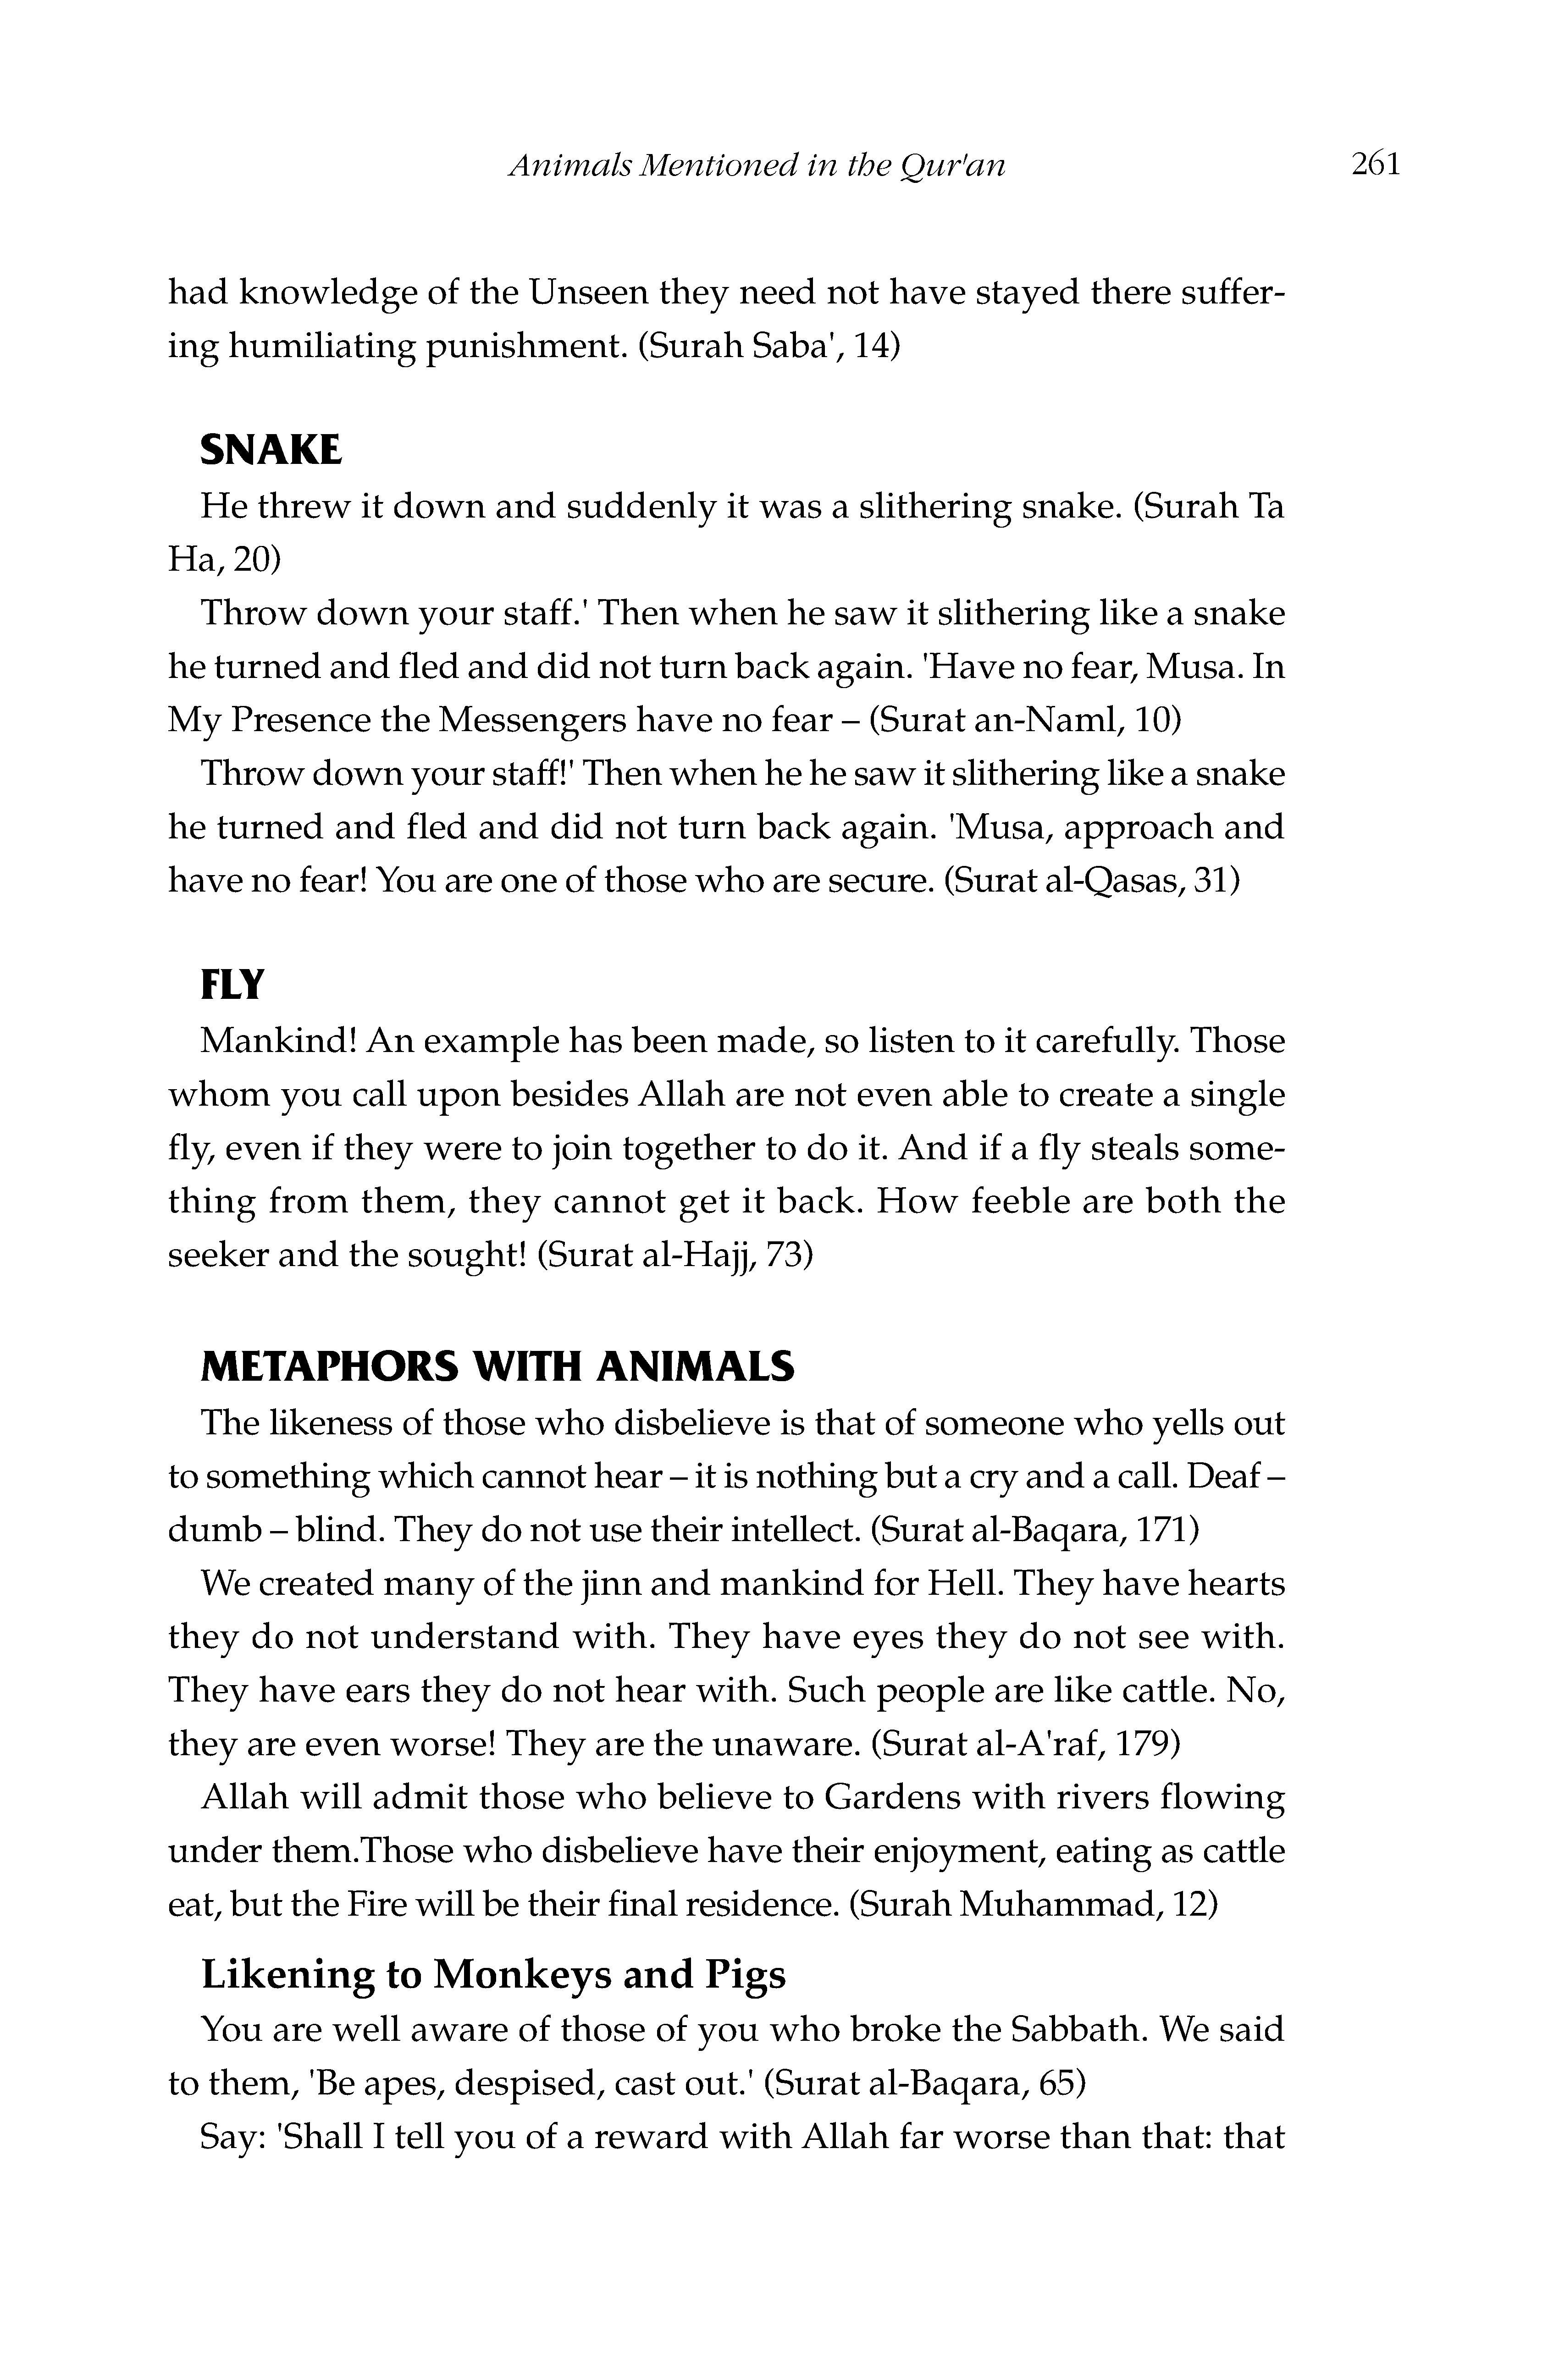 Animals Mentioned in the Qur'an 261
had knowledge of the Unseen they need not have stayed there suffer-
ing humiliating punishment. (Surah Saba', 14)
SNAKE
He threw it down and suddenly it was a slithering snake. (Surah Ta
Ha, 20)
Throw down your staff.' Then when he saw it slithering like a snake
he turned and fled and did not turn back again. 'Have no fear, Musa. In
My Presence the Messengers have no fear – (Surat an-Naml, 10)
Throw down your staff!' Then when he he saw it slithering like a snake
he turned and fled and did not turn back again. 'Musa, approach and
have no fear! You are one of those who are secure. (Surat al-Qasas, 31)
FLY
Mankind! An example has been made, so listen to it carefully. Those
whom you call upon besides Allah are not even able to create a single
fly, even if they were to join together to do it. And if a fly steals some-
thing from them, they cannot get it back. How feeble are both the
seeker and the sought! (Surat al-Hajj, 73)
METAPHORS WITH ANIMALS
The likeness of those who disbelieve is that of someone who yells out
to something which cannot hear – it is nothing but a cry and a call. Deaf –
dumb – blind. They do not use their intellect. (Surat al-Baqara, 171)
We created many of the jinn and mankind for Hell. They have hearts
they do not understand with. They have eyes they do not see with.
They have ears they do not hear with. Such people are like cattle. No,
they are even worse! They are the unaware. (Surat al-A'raf, 179)
Allah will admit those who believe to Gardens with rivers flowing
under them.Those who disbelieve have their enjoyment, eating as cattle
eat, but the Fire will be their final residence. (Surah Muhammad, 12)
Likening to Monkeys and Pigs
You are well aware of those of you who broke the Sabbath. We said
to them, 'Be apes, despised, cast out.' (Surat al-Baqara, 65)
Say: 'Shall I tell you of a reward with Allah far worse than that: that